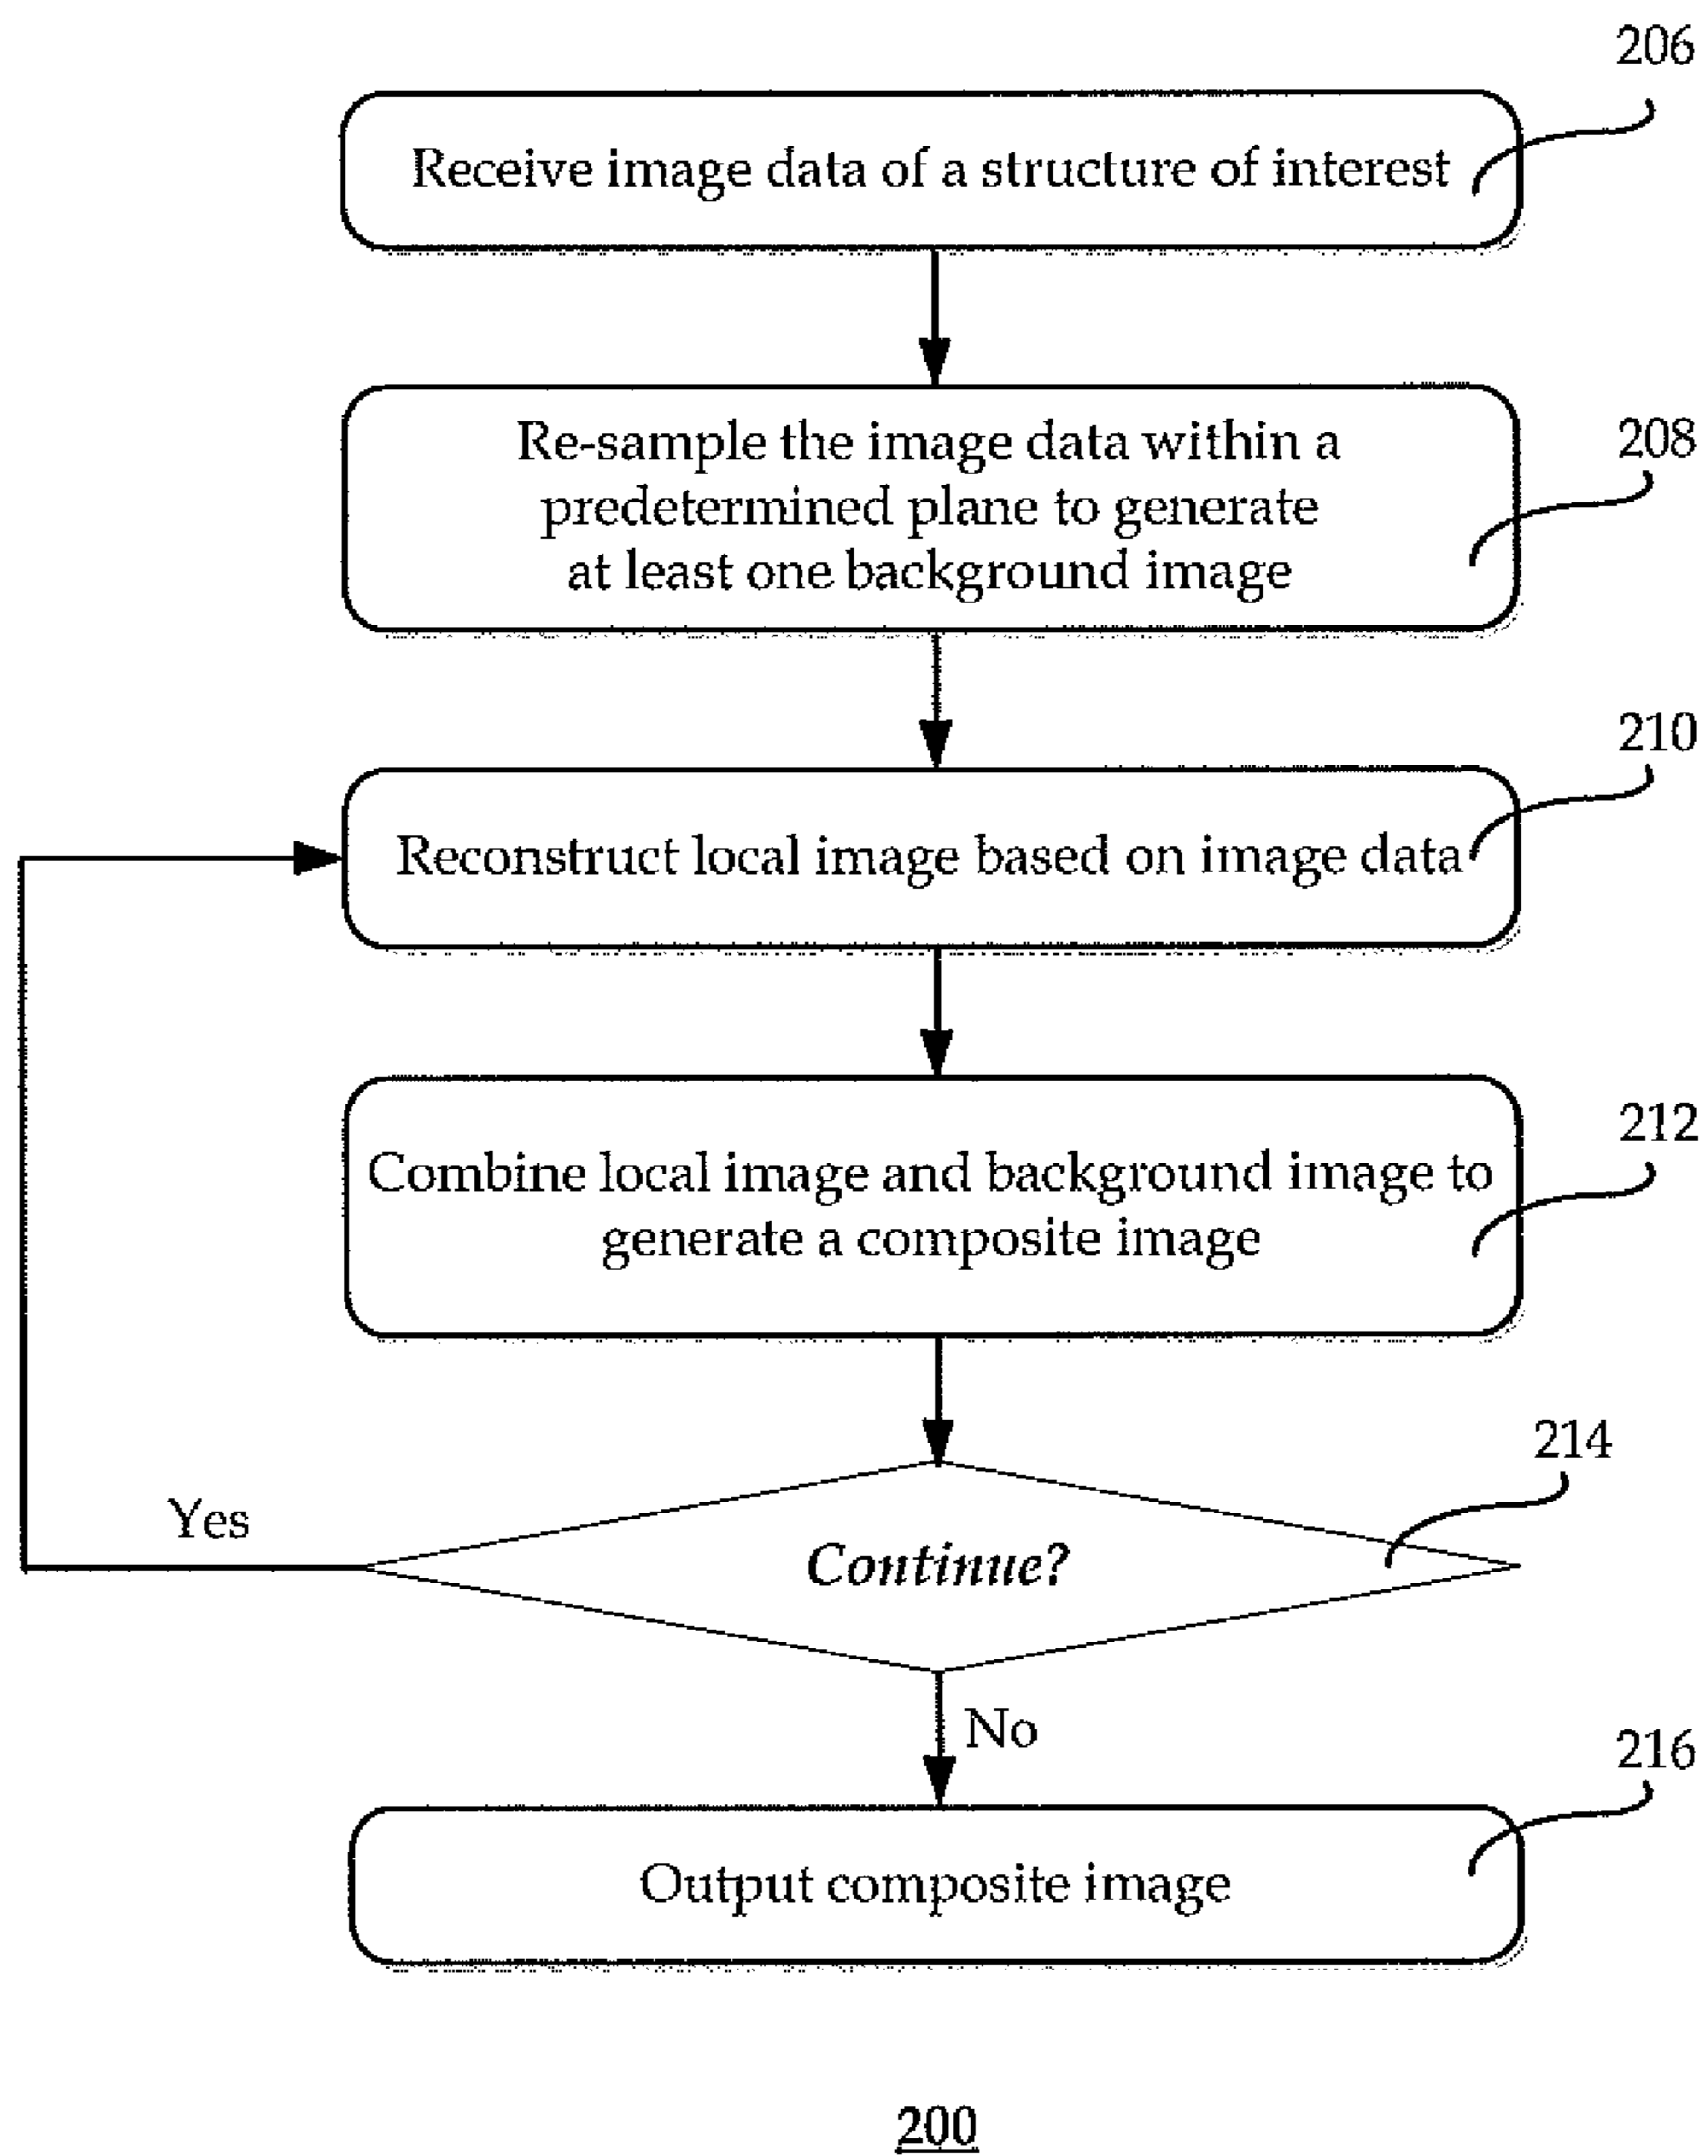 206
Receive image data of a structure of interest
208
Re-sample the image data within a
predetermined plane to generate
at least one background image
210
Reconstruct local image based on image data
212
Combine local image and background image to
generate a composite image
214
Yes
Continue?
No
216
Output composite image
200